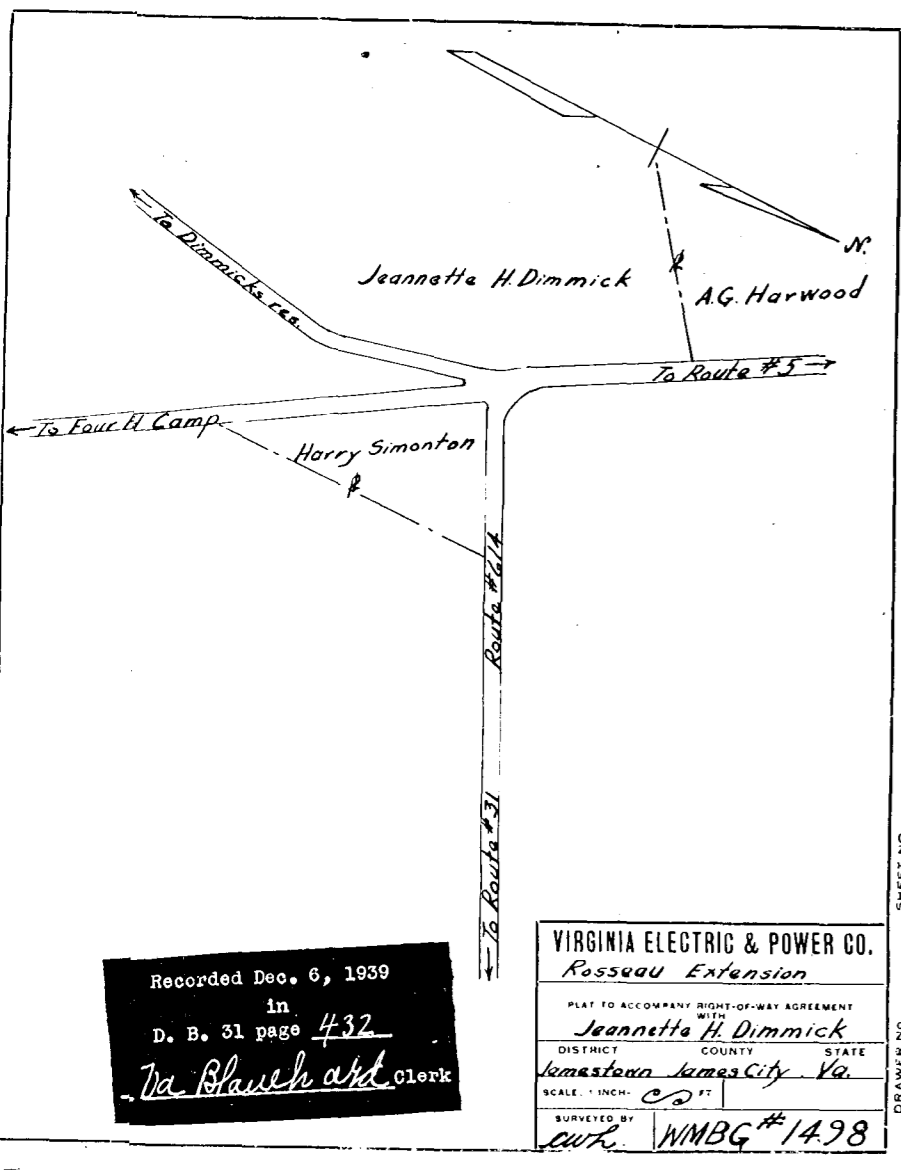 N.
To Dimmicks res.
Jeannette H. Dimmick
A.G. Harwood
To Route #5
To Four H Camp
Harry Simonton
Route #614
To Route #31
SHEET NO.
DRAWER NO.
Recorded Dec. 6, 1939
in
D. B. 31 page 432
Clerk
VIRGINIA ELECTRIC & POWER CO.
Rosseau Extension
PLAT TO ACCOMPANY RIGHT-OF-WAY AGREEMENT
WITH
Jeannette H. Dimmick
DISTRICT COUNTY STATE
Jamestown James City Va.
SCALE. 1 INCH- FT
SURVEYED BY
WMBG #1498